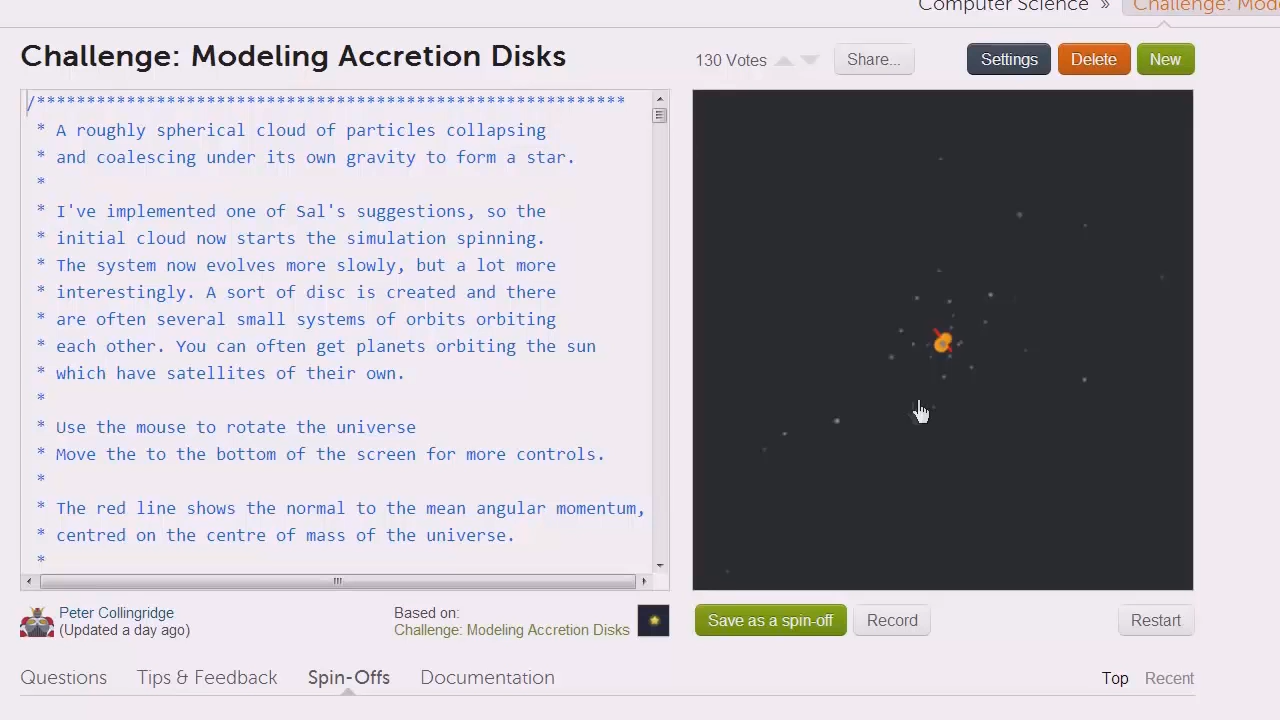 Computer Science »
Challenge: Modeling Accretion Disks
130 Votes
Share...
Settings
Delete
New
/***********************************************************
* A roughly spherical cloud of particles collapsing
* and coalescing under its own gravity to form a star.
*
* I've implemented one of Sal's suggestions, so the
* initial cloud now starts the simulation spinning.
* The system now evolves more slowly, but a lot more
* interestingly. A sort of disc is created and there
* are often several small systems of orbits orbiting
* each other. You can often get planets orbiting the sun
* which have satellites of their own.
*
* Use the mouse to rotate the universe
* Move the to the bottom of the screen for more controls.
*
* The red line shows the normal to the mean angular momentum,
* centred on the centre of mass of the universe.
*
Peter Collingridge
(Updated a day ago)
Based on:
Challenge: Modeling Accretion Disks
Save as a spin-off
Record
Restart
Questions
Tips & Feedback
Spin-Offs
Documentation
Top
Recent